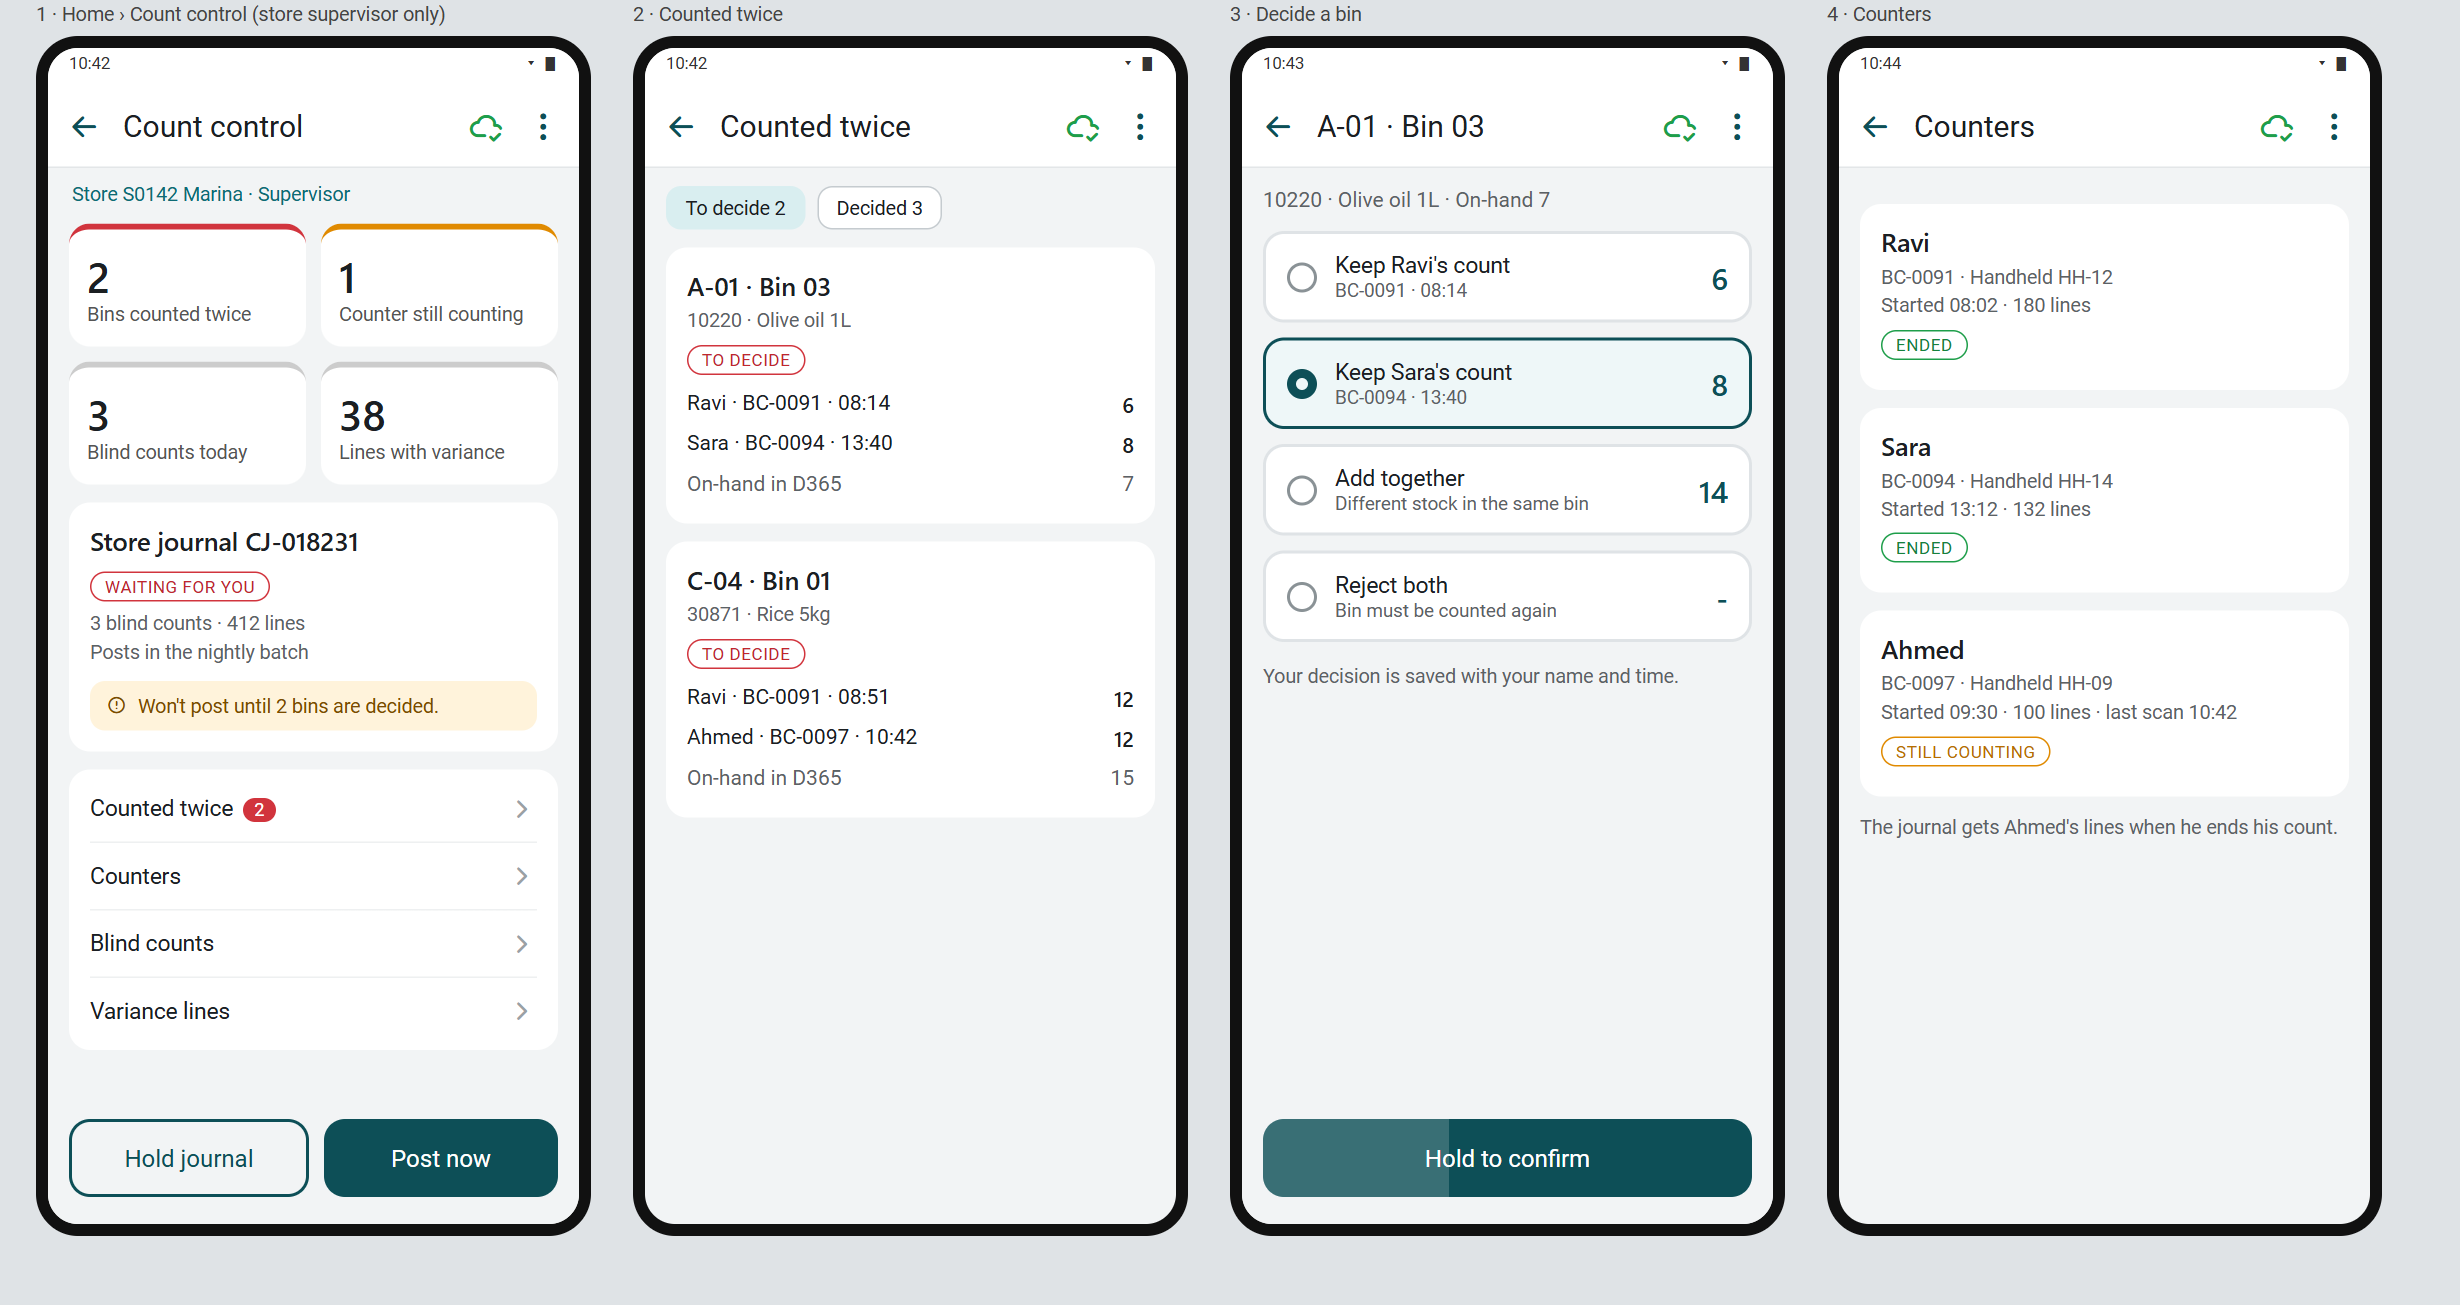 1 · Home › Count control (store supervisor only)
10:42
Count control
Store S0142 Marina · Supervisor
2
Bins counted twice
1
Counter still counting
3
Blind counts today
38
Lines with variance
Store journal CJ-018231
WAITING FOR YOU
3 blind counts · 412 lines
Posts in the nightly batch
Won't post until 2 bins are decided.
Counted twice 2
Counters
Blind counts
Variance lines
Hold journal
Post now
2 · Counted twice
10:42
Counted twice
To decide 2
Decided 3
A-01 · Bin 03
10220 · Olive oil 1L
TO DECIDE
Ravi · BC-0091 · 08:14 6
Sara · BC-0094 · 13:40 8
On-hand in D365 7
C-04 · Bin 01
30871 · Rice 5kg
TO DECIDE
Ravi · BC-0091 · 08:51 12
Ahmed · BC-0097 · 10:42 12
On-hand in D365 15
3 · Decide a bin
10:43
A-01 · Bin 03
10220 · Olive oil 1L · On-hand 7
Keep Ravi's count 6
BC-0091 · 08:14
Keep Sara's count 8
BC-0094 · 13:40
Add together 14
Different stock in the same bin
Reject both -
Bin must be counted again
Your decision is saved with your name and time.
Hold to confirm
4 · Counters
10:44
Counters
Ravi
BC-0091 · Handheld HH-12
Started 08:02 · 180 lines
ENDED
Sara
BC-0094 · Handheld HH-14
Started 13:12 · 132 lines
ENDED
Ahmed
BC-0097 · Handheld HH-09
Started 09:30 · 100 lines · last scan 10:42
STILL COUNTING
The journal gets Ahmed's lines when he ends his count.